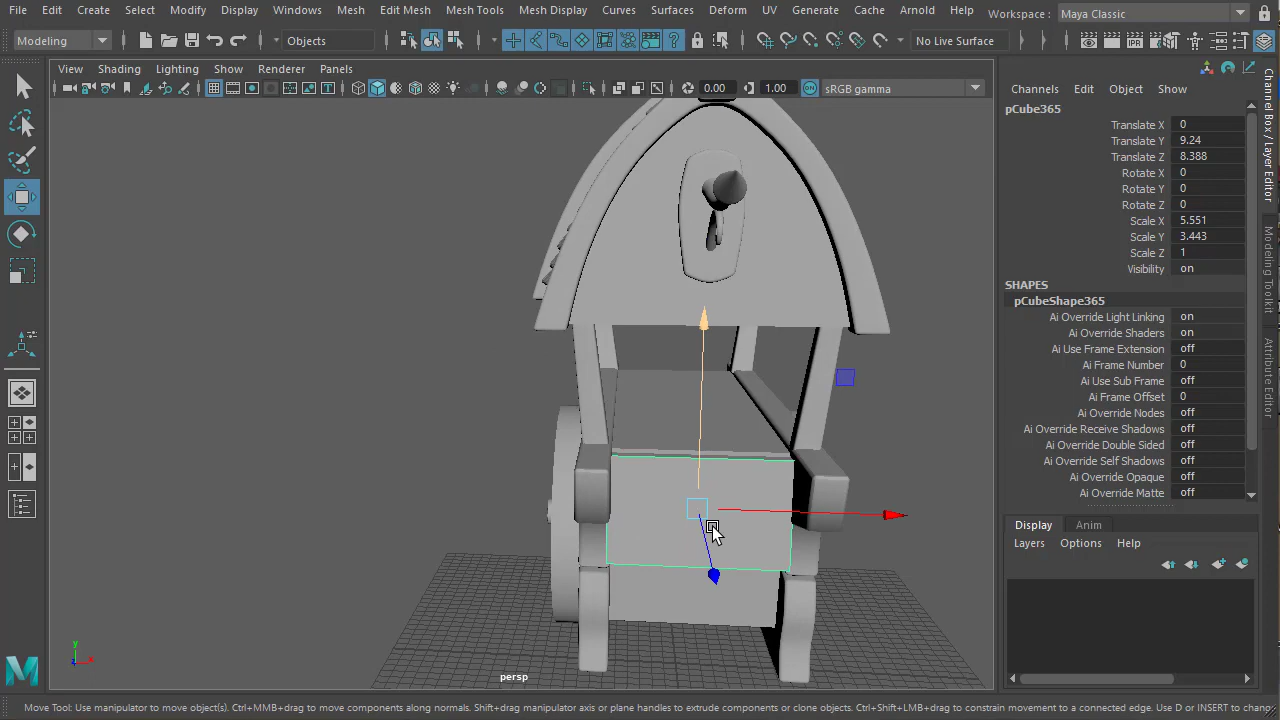 File Edit Create Select Modify Display Windows Mesh Edit Mesh Mesh Tools Mesh Display Curves Surfaces Deform UV Generate Cache Arnold Help Workspace : Maya Classic
Modeling Objects No Live Surface
View Shading Lighting Show Renderer Panels
0.00 1.00 ON sRGB gamma
Channels Edit Object Show
pCube365
Translate X 0
Translate Y 9.24
Translate Z 8.388
Rotate X 0
Rotate Y 0
Rotate Z 0
Scale X 5.551
Scale Y 3.443
Scale Z 1
Visibility on
SHAPES
pCubeShape365
Ai Override Light Linking on
Ai Override Shaders on
Ai Use Frame Extension off
Ai Frame Number 0
Ai Use Sub Frame off
Ai Frame Offset 0
Ai Override Nodes off
Ai Override Receive Shadows off
Ai Override Double Sided off
Ai Override Self Shadows off
Ai Override Opaque off
Ai Override Matte off
Display Anim
Layers Options Help
Channel Box / Layer Editor
Modeling Toolkit
Attribute Editor
y
z x
persp
M
Move Tool: Use manipulator to move object(s). Ctrl+MMB+drag to move components along normals. Shift+drag manipulator axis or plane handles to extrude components or clone objects. Ctrl+Shift+LMB+drag to constrain movement to a connected edge. Use D or INSERT to chang